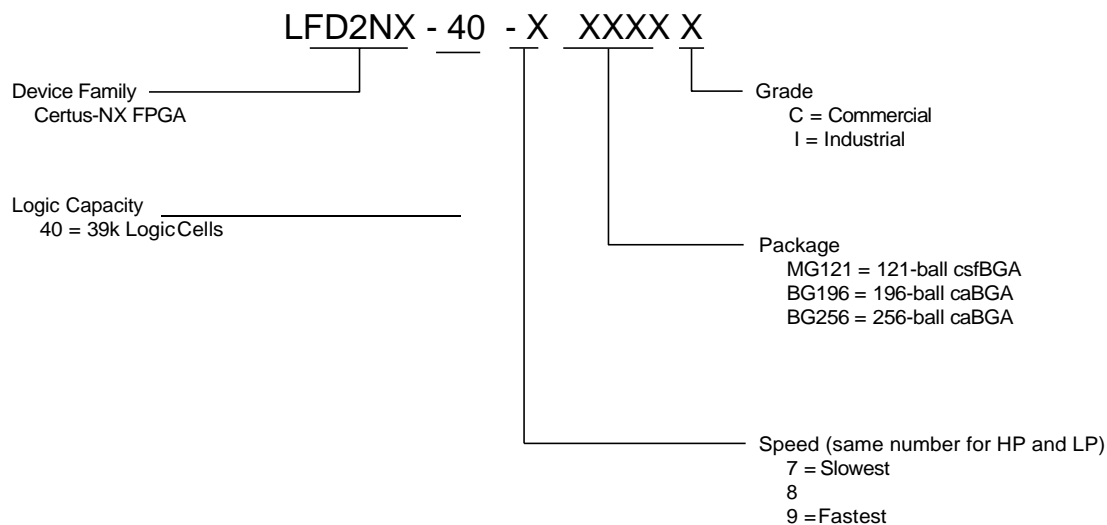 LFD2NX - 40 - X XXXX X
Device Family
Certus-NX FPGA
Logic Capacity
40 = 39k LogicCells
Grade
C = Commercial
I = Industrial
Package
MG121 = 121-ball csfBGA
BG196 = 196-ball caBGA
BG256 = 256-ball caBGA
Speed (same number for HP and LP)
7 = Slowest
8
9 = Fastest